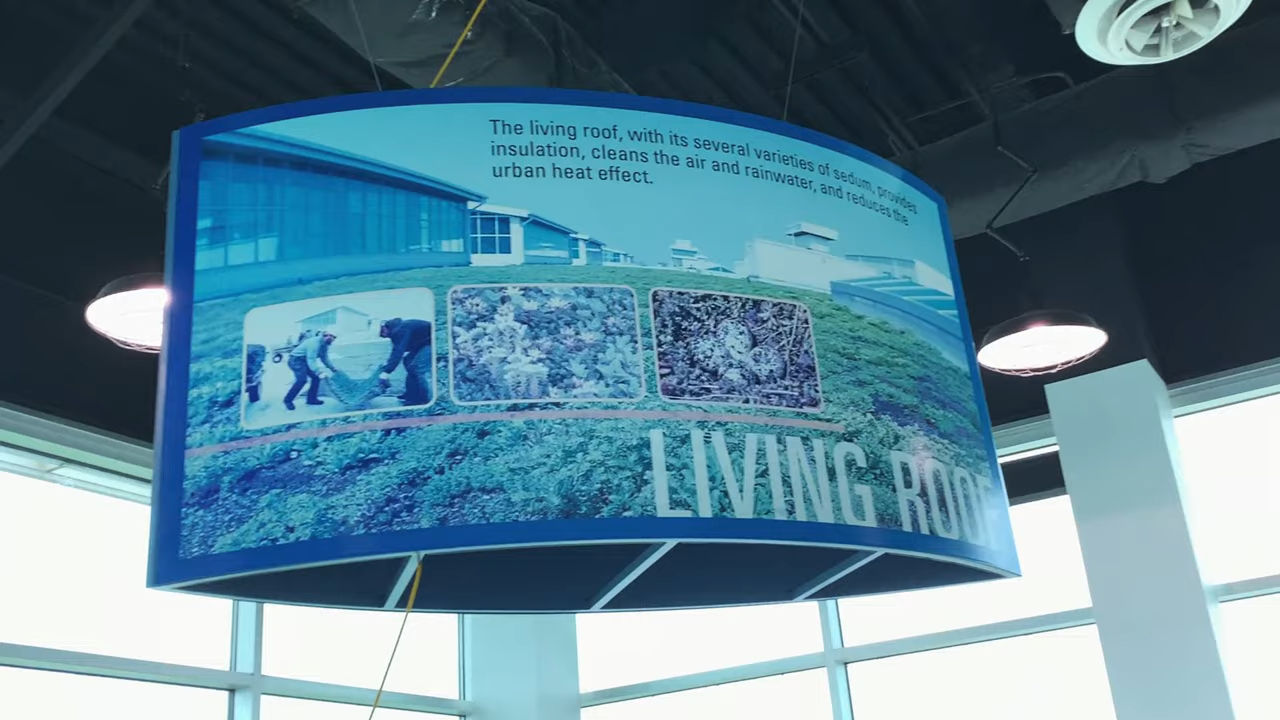 The living roof, with its several varieties of sedum, provides
insulation, cleans the air and rainwater, and reduces the
urban heat effect.
LIVING ROOF